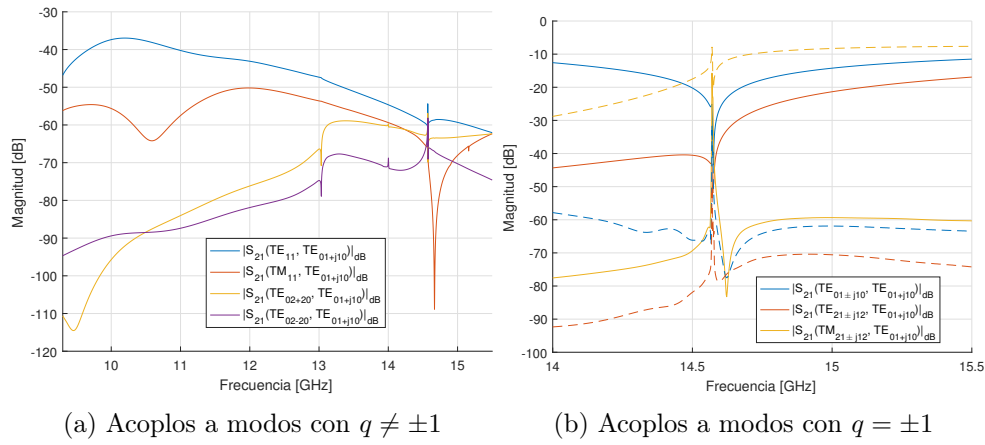 -30
-40
-50
-60
-70
-80
-90
-100
-110
-120
Magnitud [dB]
10 11 12 13 14 15
Frecuencia [GHz]
|S21(TE11, TE01+j10)|dB
|S21(TM11, TE01+j10)|dB
|S21(TE02+20, TE01+j10)|dB
|S21(TE02-20, TE01+j10)|dB
(a) Acoplos a modos con q ≠ ±1
0
-10
-20
-30
-40
-50
-60
-70
-80
-90
-100
Magnitud [dB]
14 14.5 15 15.5
Frecuencia [GHz]
|S21(TE01±j10, TE01+j10)|dB
|S21(TE21±j12, TE01+j10)|dB
|S21(TM21±j12, TE01+j10)|dB
(b) Acoplos a modos con q = ±1